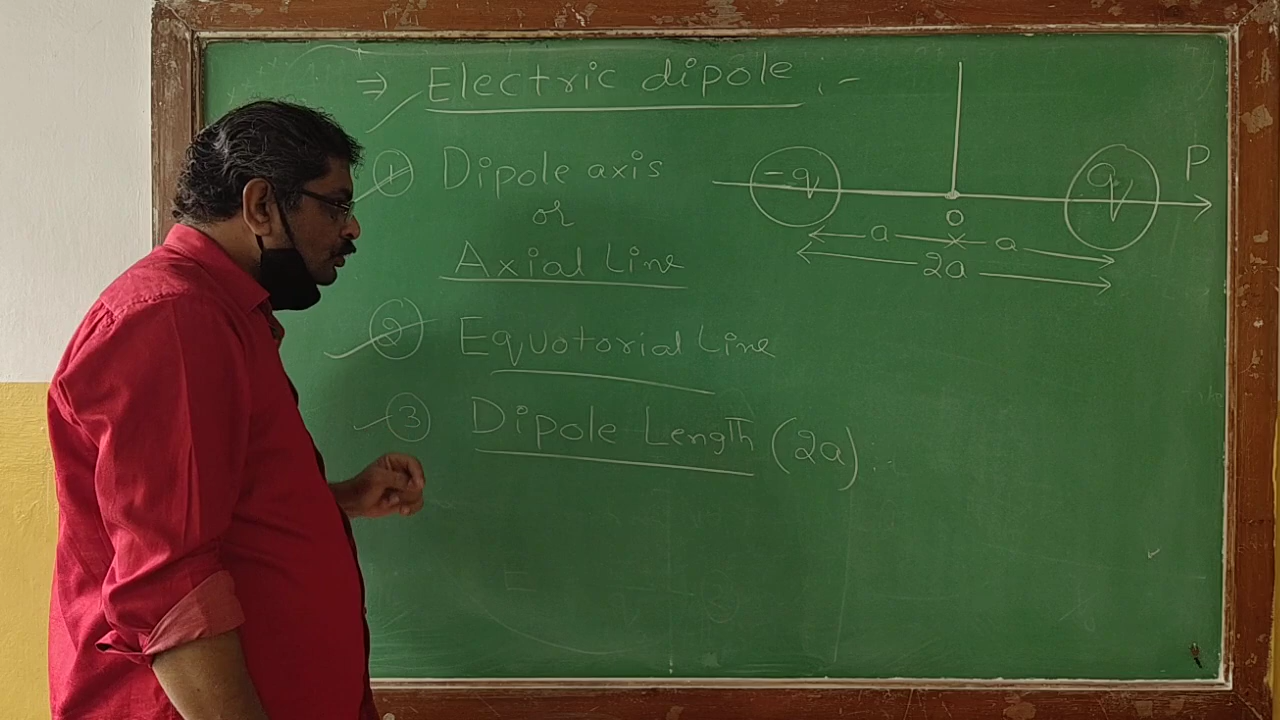 ⇒ Electric dipole :-
① Dipole axis
or
Axial Line
② Equotorial Line
③ Dipole Length (2a)
-q
q
P
o
a
a
2a